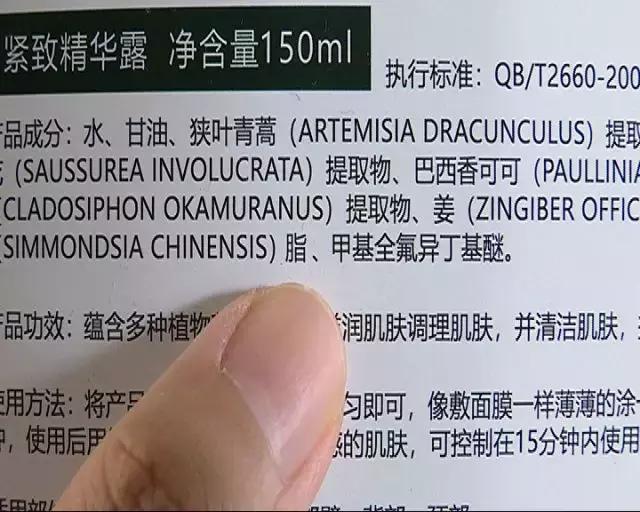 紧致精华露 净含量150ml
执行标准：QB/T2660-200
产品成分：水、甘油、狭叶青蒿（ARTEMISIA DRACUNCULUS）提取
（SAUSSUREA INVOLUCRATA）提取物、巴西香可可（PAULLINIA
（CLADOSIPHON OKAMURANUS）提取物、姜（ZINGIBER OFFIC
（SIMMONDSIA CHINENSIS）脂、甲基全氟异丁基醚。
产品功效：蕴含多种植物 润肌肤调理肌肤，并清洁肌肤，
使用方法：将产 匀即可，像敷面膜一样薄薄的涂
，使用后用 的肌肤，可控制在15分钟内使用